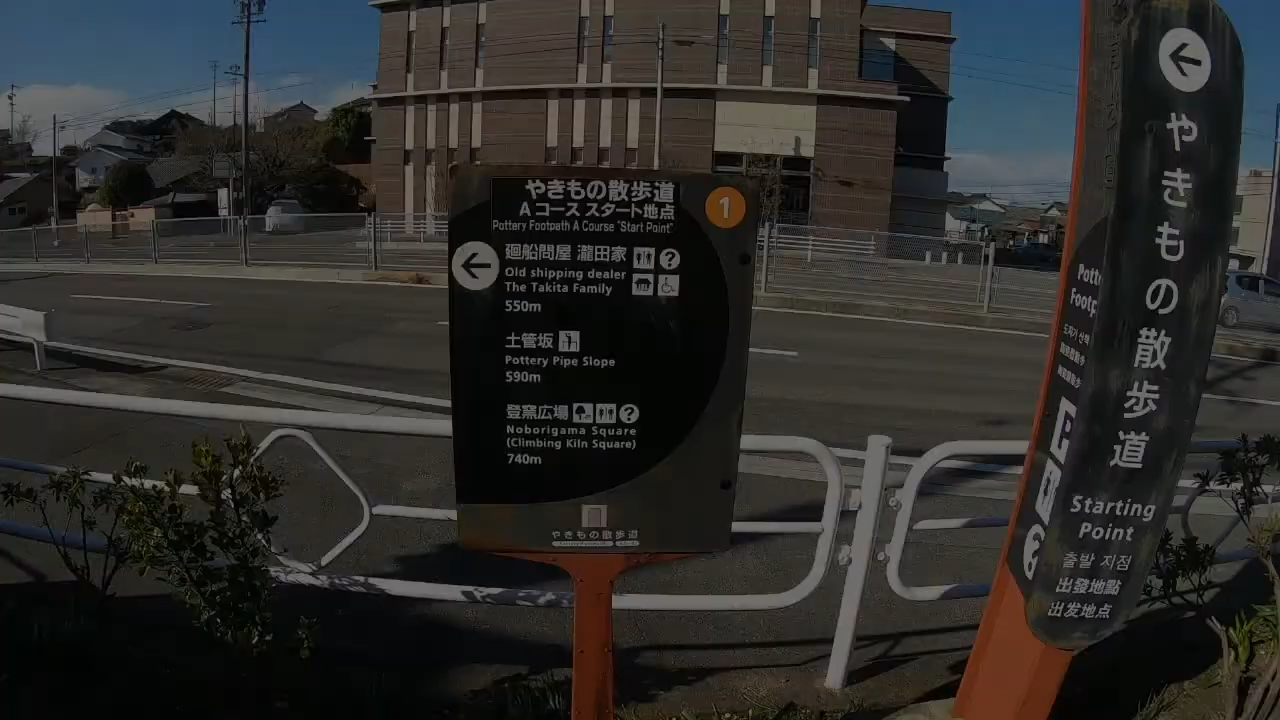 やきもの散歩道
A コース スタート地点
Pottery Footpath A Course "Start Point"
1
廻船問屋 瀧田家
Old shipping dealer
The Takita Family
550m
土管坂
Pottery Pipe Slope
590m
登窯広場
Noborigama Square
(Climbing Kiln Square)
740m
やきもの散歩道
やきもの散歩道
Starting
Point
출발 지점
出發地點
出发地点